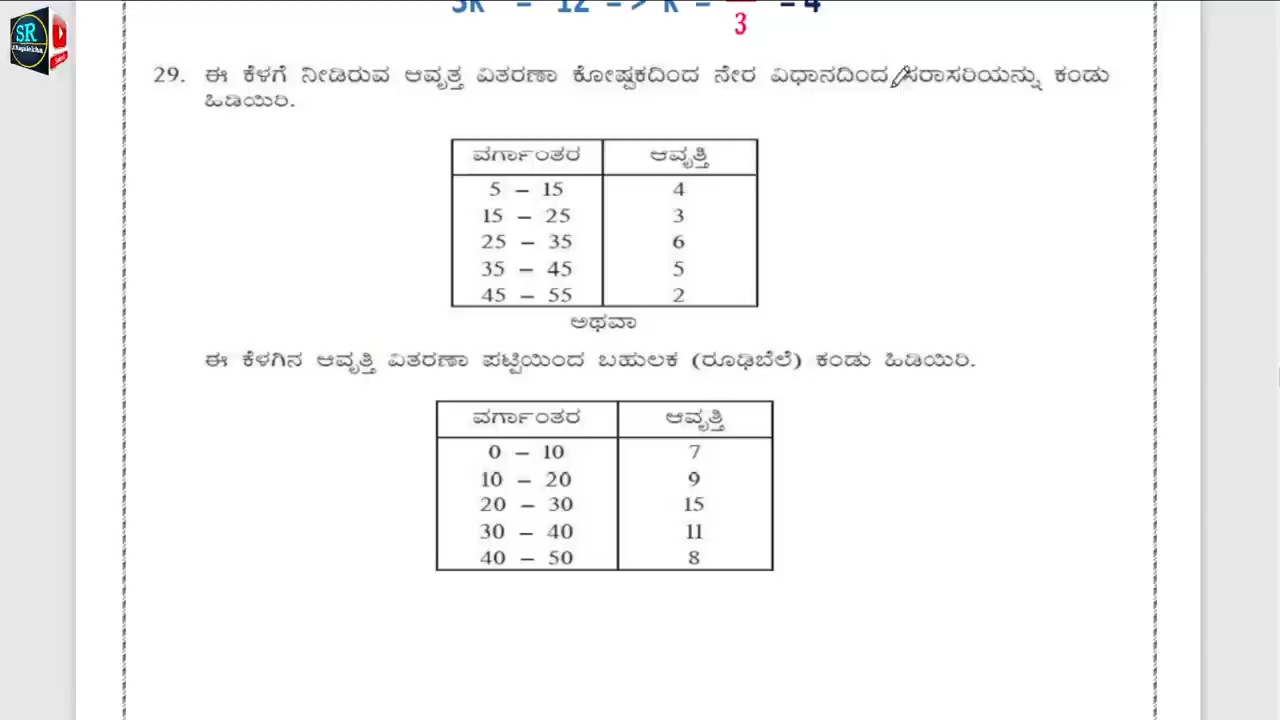 SR
29. ಈ ಕೆಳಗೆ ನೀಡಿರುವ ಆವೃತ್ತ ವಿತರಣಾ ಕೋಷ್ಟಕದಿಂದ ನೇರ ವಿಧಾನದಿಂದ ಸರಾಸರಿಯನ್ನು ಕಂಡು
ಹಿಡಿಯಿರಿ.
ವರ್ಗಾಂತರ ಆವೃತ್ತಿ
5 – 15 4
15 – 25 3
25 – 35 6
35 – 45 5
45 – 55 2
ಅಥವಾ
ಈ ಕೆಳಗಿನ ಆವೃತ್ತಿ ವಿತರಣಾ ಪಟ್ಟಿಯಿಂದ ಬಹುಲಕ (ರೂಢಿಬೆಲೆ) ಕಂಡು ಹಿಡಿಯಿರಿ.
ವರ್ಗಾಂತರ ಆವೃತ್ತಿ
0 – 10 7
10 – 20 9
20 – 30 15
30 – 40 11
40 – 50 8